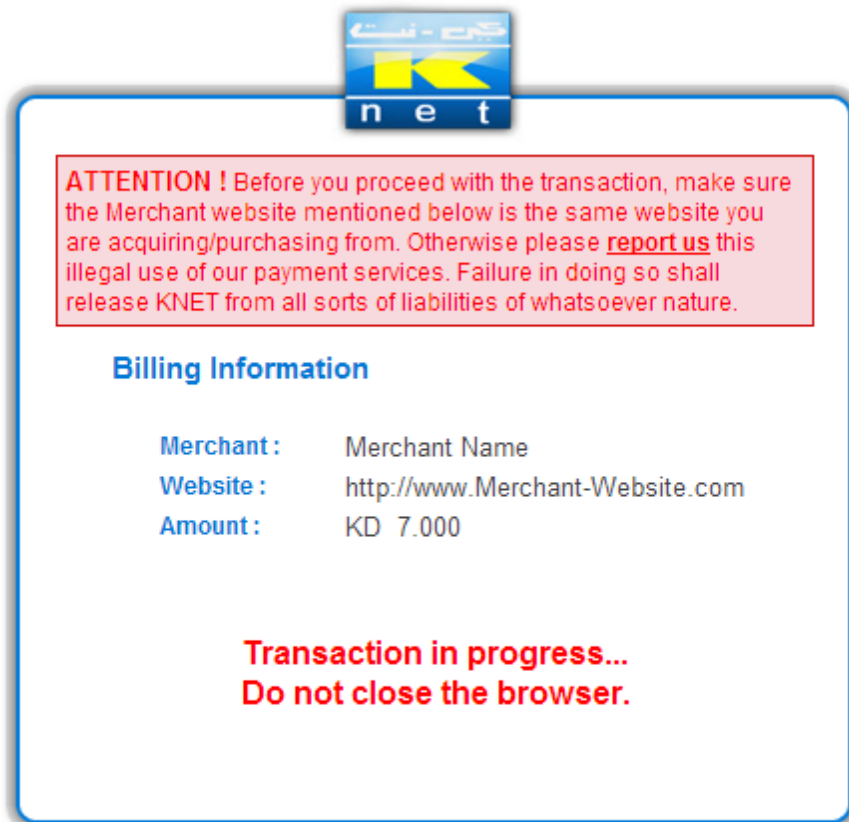 كي - نت
K
net
ATTENTION ! Before you proceed with the transaction, make sure
the Merchant website mentioned below is the same website you
are acquiring/purchasing from. Otherwise please report us this
illegal use of our payment services. Failure in doing so shall
release KNET from all sorts of liabilities of whatsoever nature.
Billing Information
Merchant : Merchant Name
Website : http://www.Merchant-Website.com
Amount : KD 7.000
Transaction in progress...
Do not close the browser.